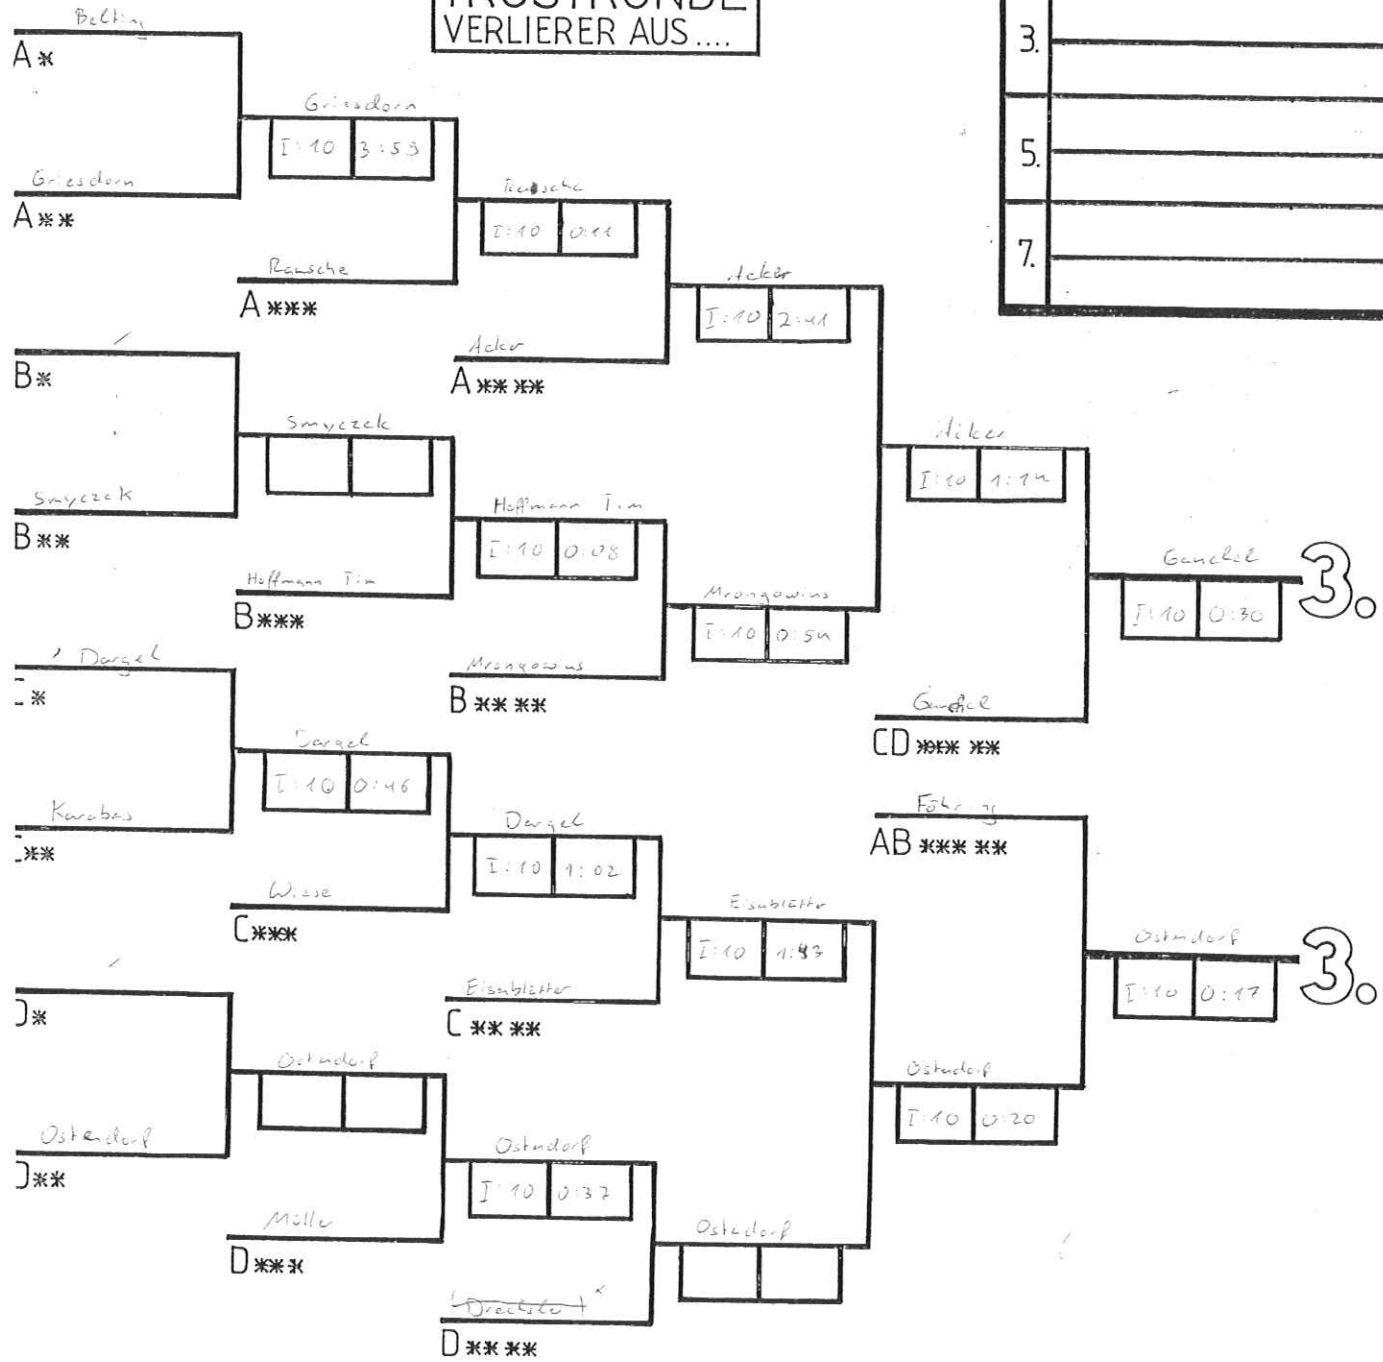 TROSTRUNDE
VERLIERER AUS....
3.
5.
7.
Belting
A*
Griesdorn
I:10 3:59
Griesdorn
A**
Rausche
I:10 0:11
Rausche
A***
Acker
I:10 2:41
Acker
A****
B*
Smyczek
Acker
I:10 1:14
Smyczek
B**
Hoffmann Tim
I:10 0:08
Hoffmann Tim
B***
Mrongowius
I:10 0:54
Ganchel
I:10 0:30
3.
Mrongowius
B****
Dargel
C*
Ganchel
CD*****
Dargel
I:10 0:46
Karabas
C**
Dargel
I:10 1:02
Föhring
AB*****
Wiese
C***
Eisenblätter
I:10
Ostendorf
I:10 0:17
3.
Eisenblätter
C****
D*
Ostendorf
Ostendorf
I:10 0:20
Ostendorf
D**
Ostendorf
I:10 0:37
Müller
D***
Ostendorf
Drechsler
D****